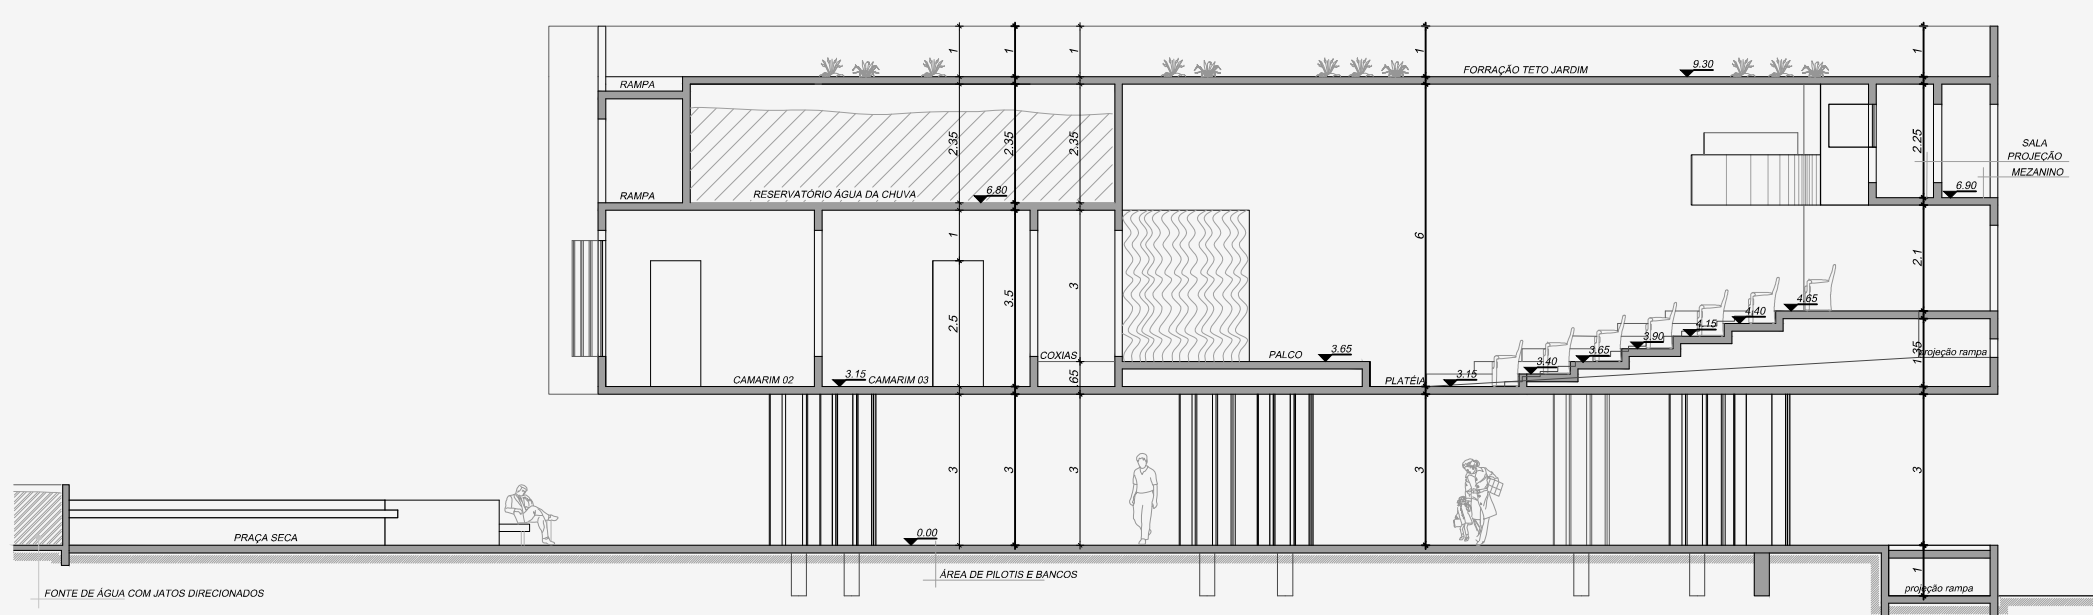 1
1
1
1
1
FORRAÇÃO TETO JARDIM
9.30
RAMPA
2.35
2.35
2.35
2.25
SALA
PROJEÇÃO
MEZANINO
RAMPA
RESERVATÓRIO ÁGUA DA CHUVA
6.80
6.90
1
6
2.1
3.5
3
2.5
4.65
4.40
4.15
3.90
3.65
3.40
COXIAS
PALCO
3.65
1.35
projeção rampa
CAMARIM 02
3.15
CAMARIM 03
.65
PLATÉIA
3.15
3
3
3
3
3
PRAÇA SECA
0.00
ÁREA DE PILOTIS E BANCOS
1
projeção rampa
FONTE DE ÁGUA COM JATOS DIRECIONADOS